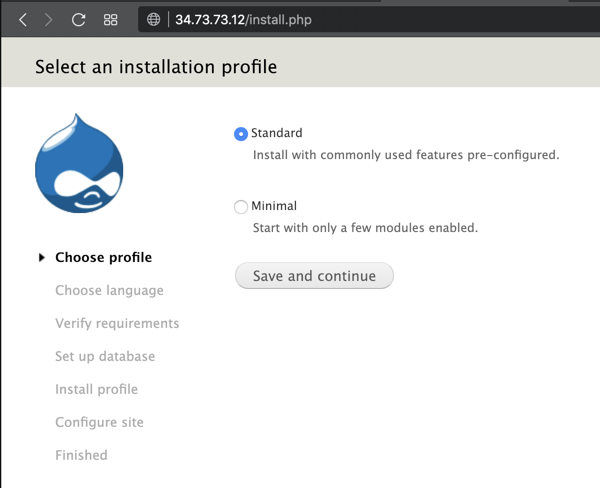 34.73.73.12/install.php
Select an installation profile
Standard
Install with commonly used features pre-configured.
Minimal
Start with only a few modules enabled.
Save and continue
Choose profile
Choose language
Verify requirements
Set up database
Install profile
Configure site
Finished